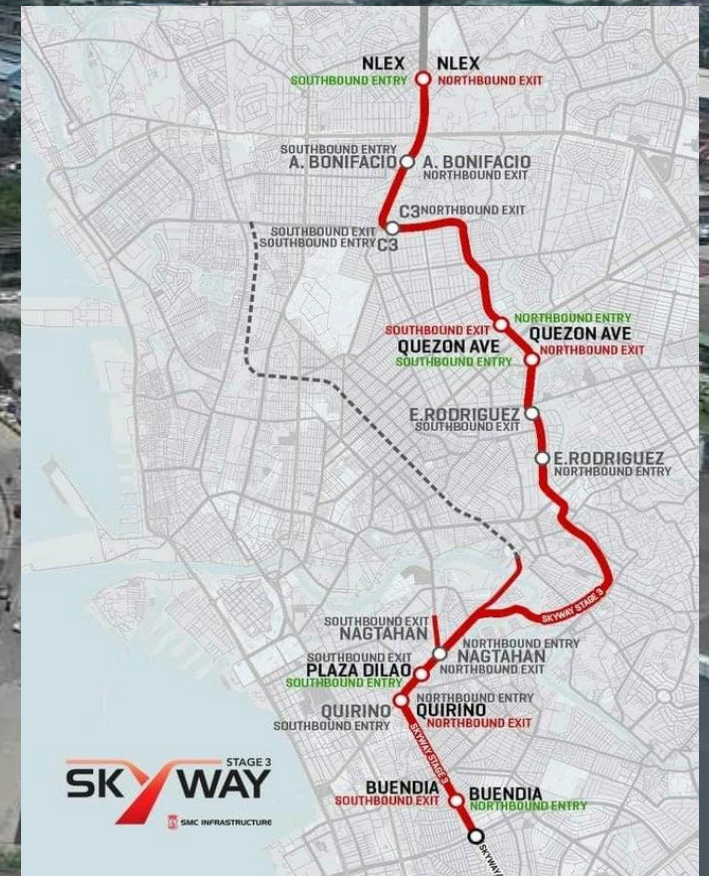 NLEX NLEX
SOUTHBOUND ENTRY NORTHBOUND EXIT
SOUTHBOUND ENTRY
A. BONIFACIO A. BONIFACIO
NORTHBOUND EXIT
C3 NORTHBOUND EXIT
SOUTHBOUND EXIT
SOUTHBOUND ENTRY C3
NORTHBOUND ENTRY
SOUTHBOUND EXIT QUEZON AVE
QUEZON AVE NORTHBOUND EXIT
SOUTHBOUND ENTRY
E.RODRIGUEZ
SOUTHBOUND EXIT
E.RODRIGUEZ
NORTHBOUND ENTRY
SKYWAY STAGE 3
SOUTHBOUND EXIT
NAGTAHAN
NORTHBOUND ENTRY
NAGTAHAN
NORTHBOUND EXIT
SOUTHBOUND EXIT
PLAZA DILAO
SOUTHBOUND ENTRY
NORTHBOUND ENTRY
QUIRINO QUIRINO
SOUTHBOUND ENTRY NORTHBOUND EXIT
SKYWAY STAGE 3
BUENDIA BUENDIA
SOUTHBOUND EXIT NORTHBOUND ENTRY
SKYWAY
STAGE 3
SKYWAY
SMC INFRASTRUCTURE